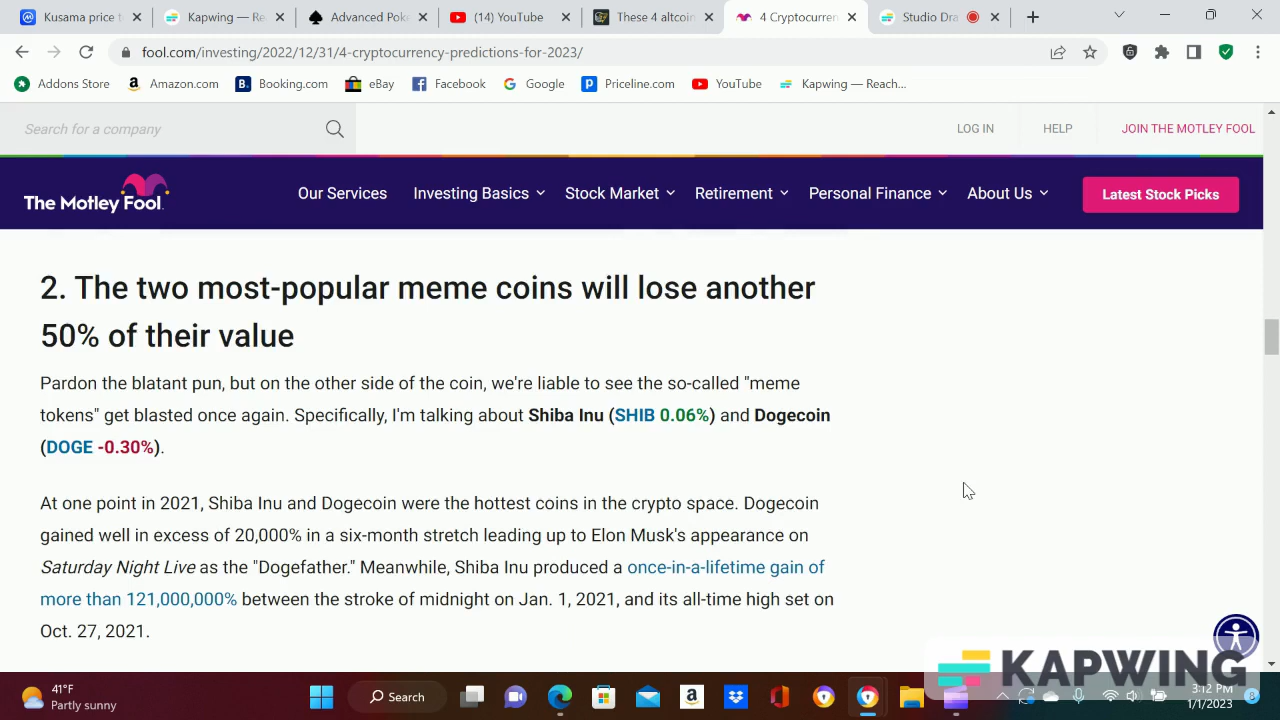 Kusama price t
Kapwing — Re
Advanced Pok
(14) YouTube
These 4 altcoin
4 Cryptocurren
Studio Dra
fool.com/investing/2022/12/31/4-cryptocurrency-predictions-for-2023/
Addons Store
Amazon.com
Booking.com
eBay
Facebook
Google
Priceline.com
YouTube
Kapwing — Reach...
Search for a company
LOG IN
HELP
JOIN THE MOTLEY FOOL
The Motley Fool.
Our Services
Investing Basics
Stock Market
Retirement
Personal Finance
About Us
Latest Stock Picks
2. The two most-popular meme coins will lose another
50% of their value
Pardon the blatant pun, but on the other side of the coin, we're liable to see the so-called "meme
tokens" get blasted once again. Specifically, I'm talking about Shiba Inu (SHIB 0.06%) and Dogecoin
(DOGE -0.30%).
At one point in 2021, Shiba Inu and Dogecoin were the hottest coins in the crypto space. Dogecoin
gained well in excess of 20,000% in a six-month stretch leading up to Elon Musk's appearance on
Saturday Night Live as the "Dogefather." Meanwhile, Shiba Inu produced a once-in-a-lifetime gain of
more than 121,000,000% between the stroke of midnight on Jan. 1, 2021, and its all-time high set on
Oct. 27, 2021.
KAPWING
41°F
Partly sunny
Search
3:12 PM
1/1/2023
8